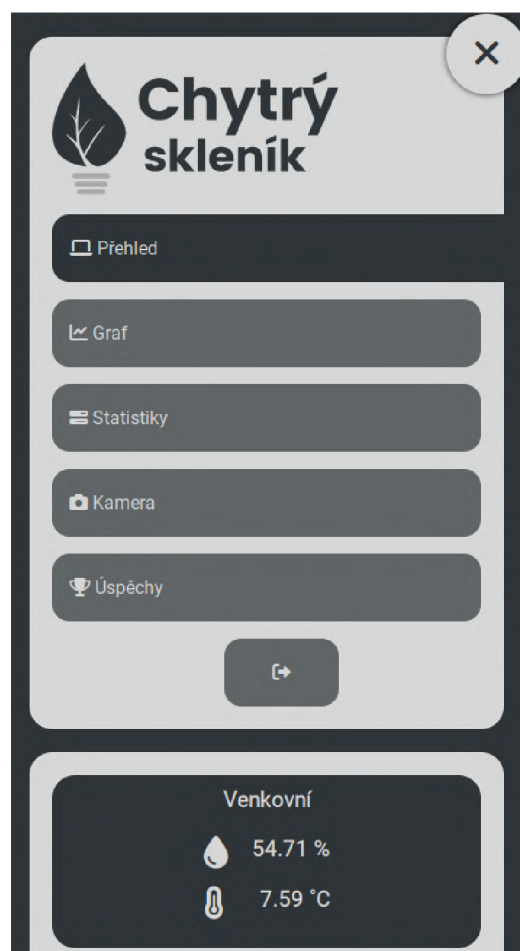 Chytrý
skleník
Přehled
Graf
Statistiky
Kamera
Úspěchy
Venkovní
54.71 %
7.59 °C